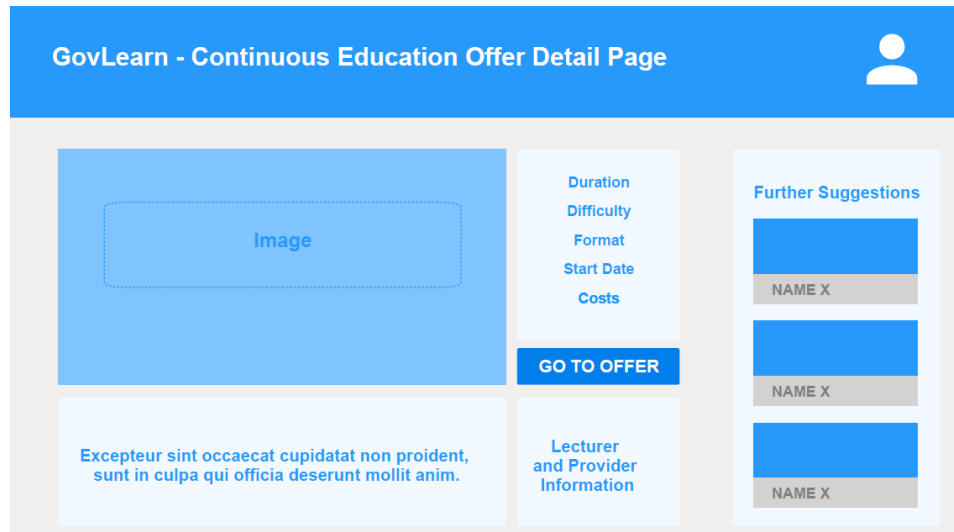 GovLearn - Continuous Education Offer Detail Page
Image
Duration
Difficulty
Format
Start Date
Costs
GO TO OFFER
Excepteur sint occaecat cupidatat non proident,
sunt in culpa qui officia deserunt mollit anim.
Lecturer
and Provider
Information
Further Suggestions
NAME X
NAME X
NAME X